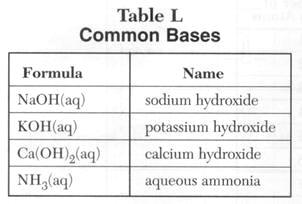 Table L
Common Bases
Formula Name
NaOH(aq) sodium hydroxide
KOH(aq) potassium hydroxide
Ca(OH)₂(aq) calcium hydroxide
NH₃(aq) aqueous ammonia